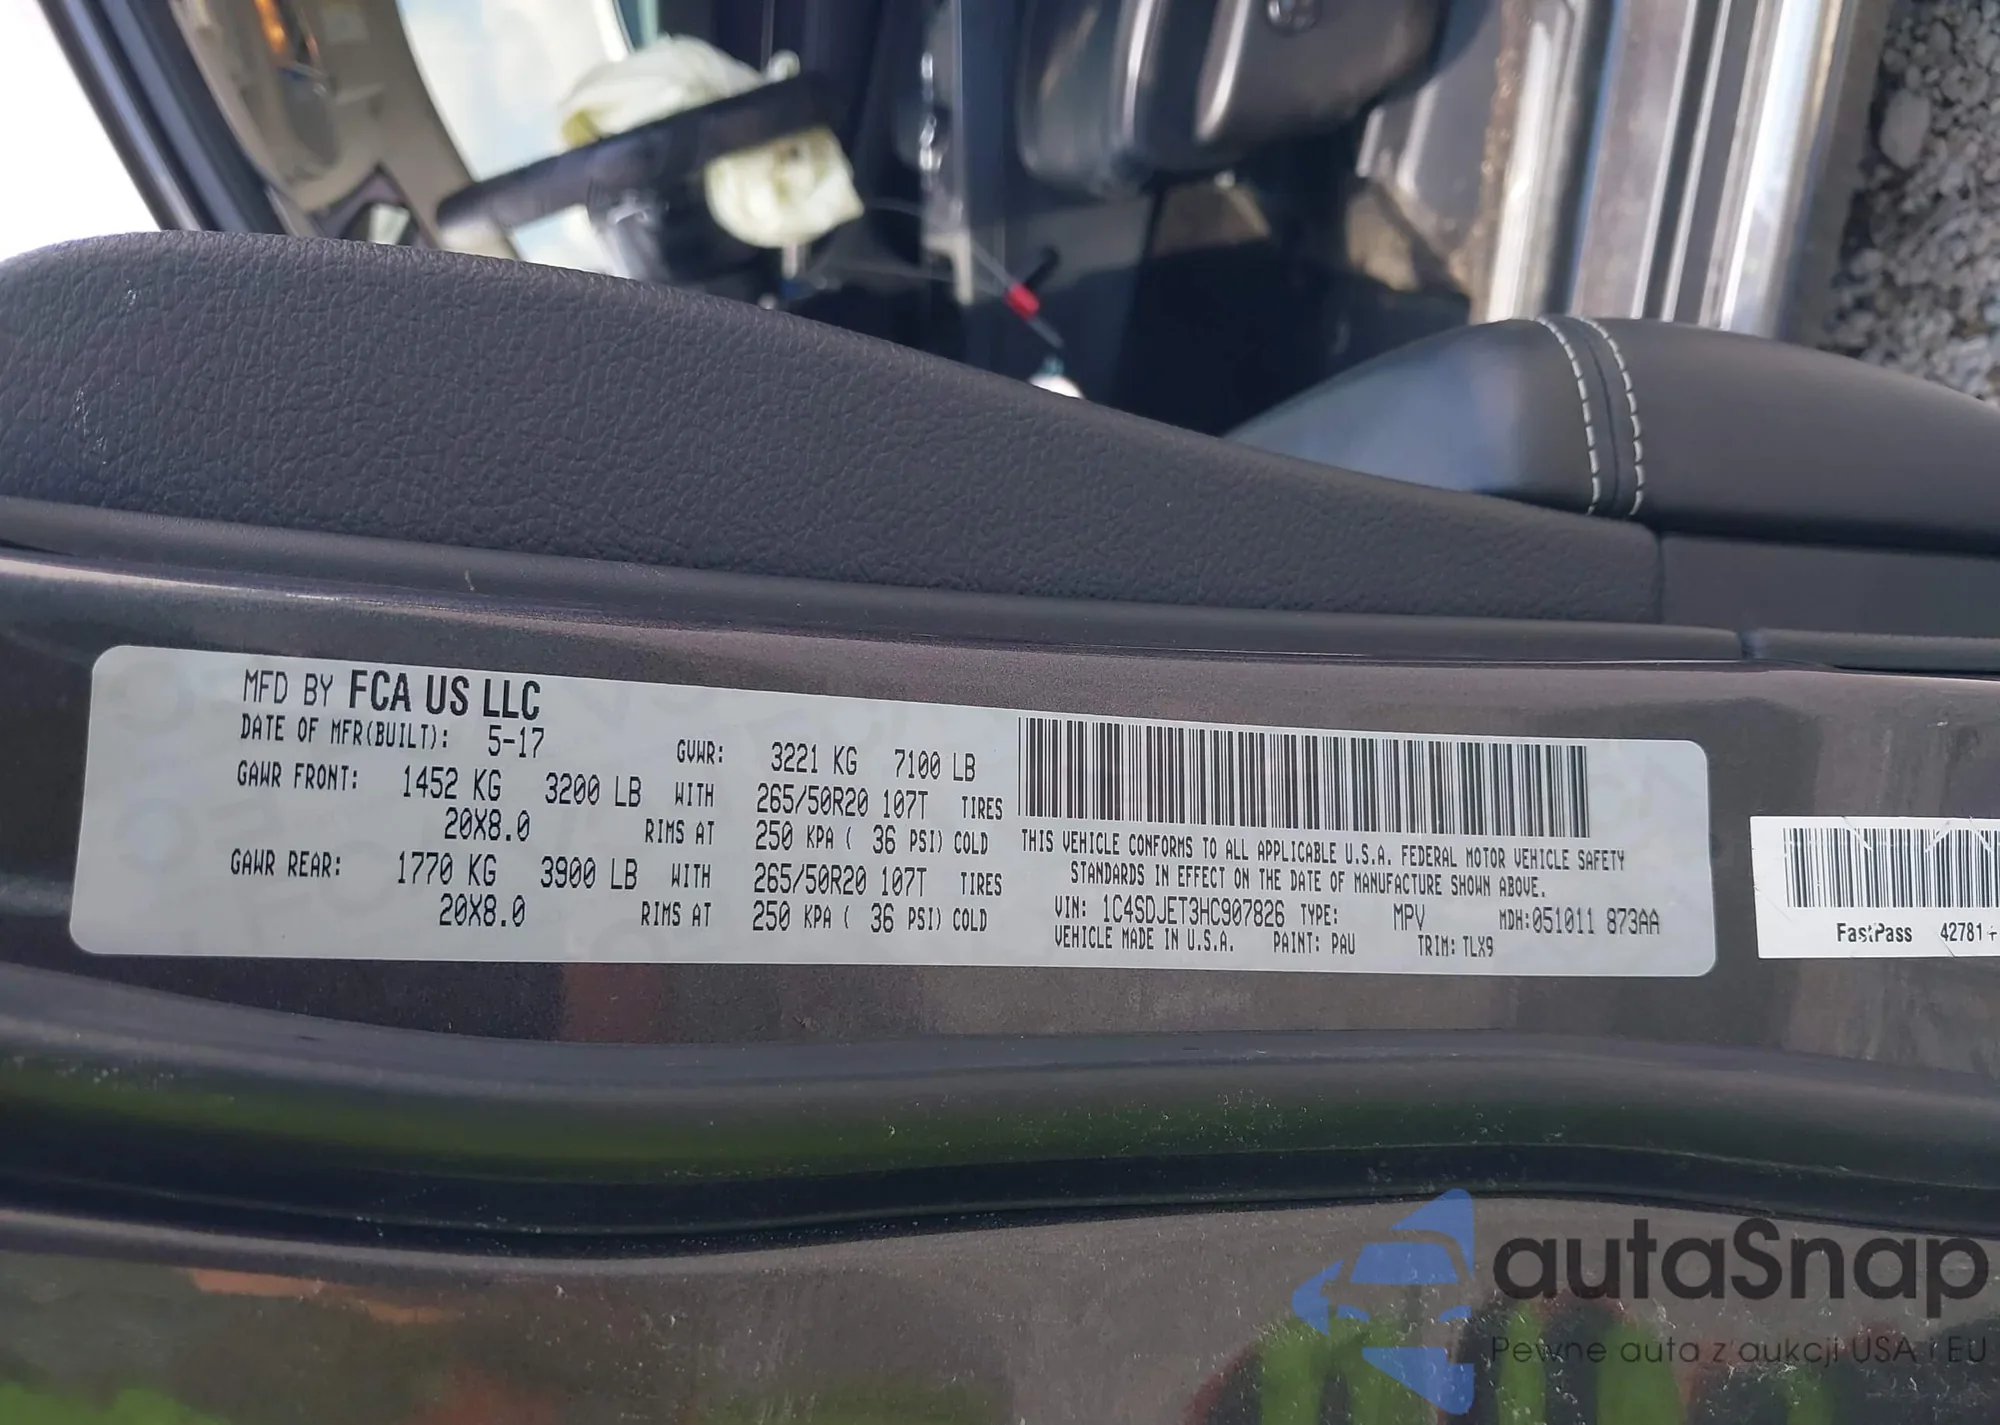 MFD BY FCA US LLC
DATE OF MFR(BUILT): 5-17 GVWR: 3221 KG 7100 LB
GAWR FRONT: 1452 KG 3200 LB WITH 265/50R20 107T TIRES
20X8.0 RIMS AT 250 KPA ( 36 PSI) COLD
GAWR REAR: 1770 KG 3900 LB WITH 265/50R20 107T TIRES
20X8.0 RIMS AT 250 KPA ( 36 PSI) COLD
THIS VEHICLE CONFORMS TO ALL APPLICABLE U.S.A. FEDERAL MOTOR VEHICLE SAFETY
STANDARDS IN EFFECT ON THE DATE OF MANUFACTURE SHOWN ABOVE.
VIN: 1C4SDJET3HC907826 TYPE: MPV MDH:051011 873AA
VEHICLE MADE IN U.S.A. PAINT: PAU TRIM: TLX9
FastPass 42781+
autaSnap
Pewne auta z aukcji USA i EU